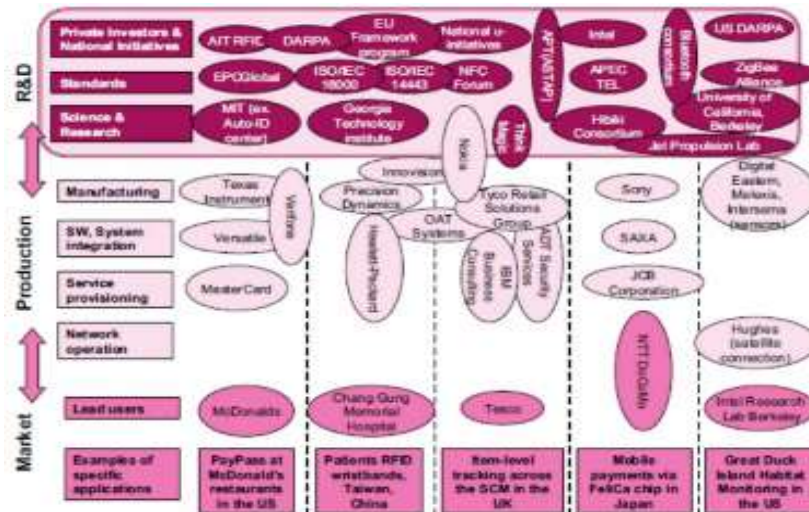 Private Investors &
National Initiatives
AIT RFID
DARPA
EU
Framework
program
National u-
initiatives
APT(ASTAP)
Intel
Bluetooth
consortium
US DARPA
R&D
Standards
EPCGlobal
ISO/IEC
18000
ISO/IEC
14443
NFC
Forum
APEC
TEL
ZigBee
Alliance
Science &
Research
MIT (ex.
Auto-ID
center)
Georgia
Technology
institute
Nokia
Think
Magic
Hibiki
Consortium
University of
California,
Berkeley
Jet Propulsion Lab
Innovision
Manufacturing
Texas
Instrument
Verifone
Precision
Dynamics
Tyco Retail
Solutions
Group
Sony
Digital
Eastern,
Melexis,
Intersema
(sensors)
Production
SW, System
integration
Versatile
Hewlett-Packard
OAT
Systems
IBM
Business
Consulting
ADT Security
Services
SAXA
Service
provisioning
MasterCard
JCB
Corporation
Network
operation
NTT DoCoMo
Hughes
(satellite
connection)
Market
Lead users
McDonalds
Chang Gung
Memorial
Hospital
Tesco
Intel Research
Lab Berkeley
Examples of
specific
applications
PayPass at
McDonald's
restaurants
in the US
Patients RFID
wristbands,
Taiwan,
China
Item-level
tracking across
the SCM in the
UK
Mobile
payments via
FeliCa chip in
Japan
Great Duck
Island Habitat
Monitoring in
the US